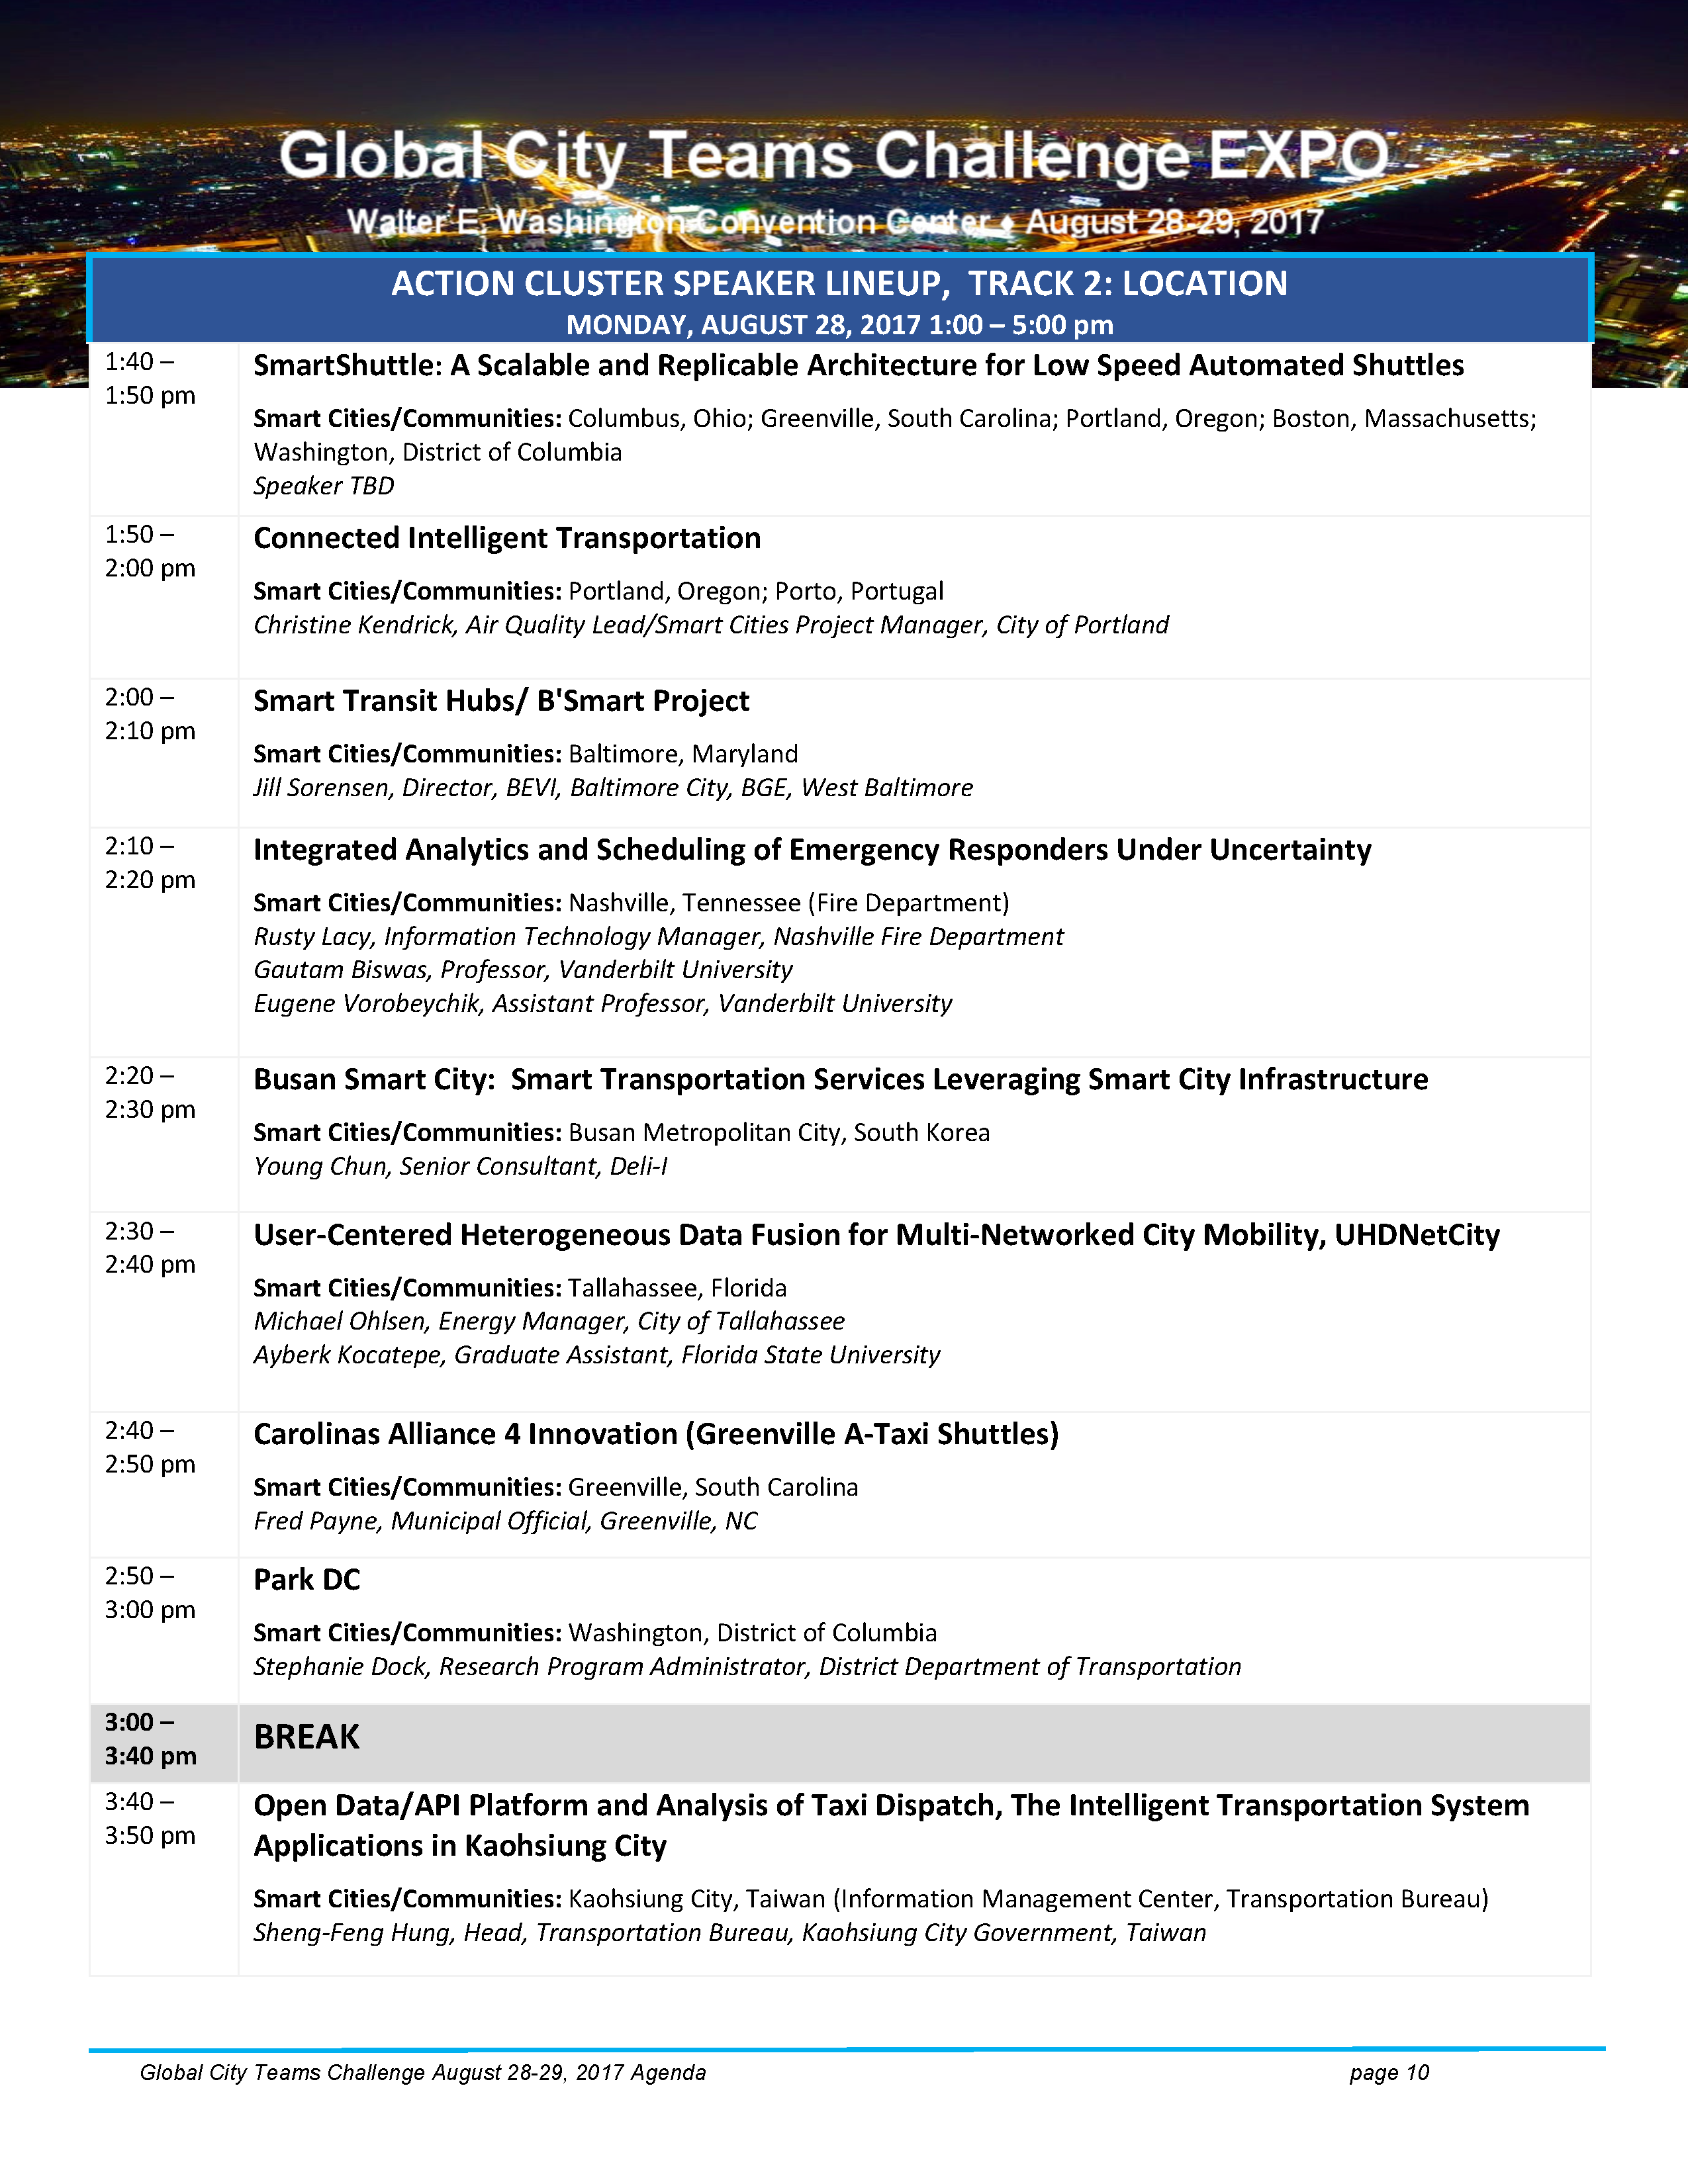 Global City Teams Challenge EXPO
Walter E. Washington Convention Center ♦ August 28-29, 2017
ACTION CLUSTER SPEAKER LINEUP,  TRACK 2: LOCATION
MONDAY, AUGUST 28, 2017 1:00 – 5:00 pm
1:40 –
1:50 pm
SmartShuttle: A Scalable and Replicable Architecture for Low Speed Automated Shuttles
Smart Cities/Communities: Columbus, Ohio; Greenville, South Carolina; Portland, Oregon; Boston, Massachusetts;
Washington, District of Columbia
Speaker TBD
1:50 –
2:00 pm
Connected Intelligent Transportation
Smart Cities/Communities: Portland, Oregon; Porto, Portugal
Christine Kendrick, Air Quality Lead/Smart Cities Project Manager, City of Portland
2:00 –
2:10 pm
Smart Transit Hubs/ B'Smart Project
Smart Cities/Communities: Baltimore, Maryland
Jill Sorensen, Director, BEVI, Baltimore City, BGE, West Baltimore
2:10 –
2:20 pm
Integrated Analytics and Scheduling of Emergency Responders Under Uncertainty
Smart Cities/Communities: Nashville, Tennessee (Fire Department)
Rusty Lacy, Information Technology Manager, Nashville Fire Department
Gautam Biswas, Professor, Vanderbilt University
Eugene Vorobeychik, Assistant Professor, Vanderbilt University
2:20 –
2:30 pm
Busan Smart City:  Smart Transportation Services Leveraging Smart City Infrastructure
Smart Cities/Communities: Busan Metropolitan City, South Korea
Young Chun, Senior Consultant, Deli-I
2:30 –
2:40 pm
User-Centered Heterogeneous Data Fusion for Multi-Networked City Mobility, UHDNetCity
Smart Cities/Communities: Tallahassee, Florida
Michael Ohlsen, Energy Manager, City of Tallahassee
Ayberk Kocatepe, Graduate Assistant, Florida State University
2:40 –
2:50 pm
Carolinas Alliance 4 Innovation (Greenville A-Taxi Shuttles)
Smart Cities/Communities: Greenville, South Carolina
Fred Payne, Municipal Official, Greenville, NC
2:50 –
3:00 pm
Park DC
Smart Cities/Communities: Washington, District of Columbia
Stephanie Dock, Research Program Administrator, District Department of Transportation
3:00 –
3:40 pm
BREAK
3:40 –
3:50 pm
Open Data/API Platform and Analysis of Taxi Dispatch, The Intelligent Transportation System
Applications in Kaohsiung City
Smart Cities/Communities: Kaohsiung City, Taiwan (Information Management Center, Transportation Bureau)
Sheng-Feng Hung, Head, Transportation Bureau, Kaohsiung City Government, Taiwan
Global City Teams Challenge August 28-29, 2017 Agenda
page 10